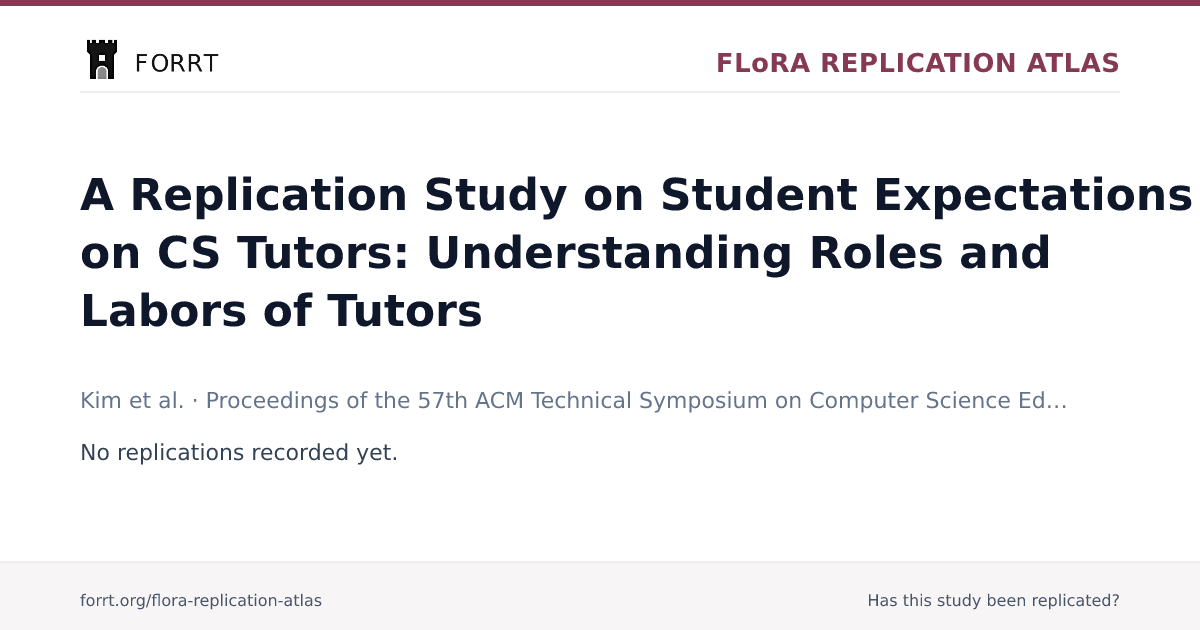 FORRT
FLoRA REPLICATION ATLAS
A Replication Study on Student Expectations
on CS Tutors: Understanding Roles and
Labors of Tutors
Kim et al. · Proceedings of the 57th ACM Technical Symposium on Computer Science Ed…
No replications recorded yet.
forrt.org/flora-replication-atlas
Has this study been replicated?